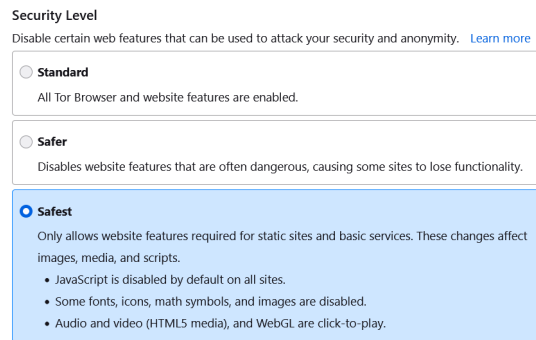 Security Level
Disable certain web features that can be used to attack your security and anonymity. Learn more
Standard
All Tor Browser and website features are enabled.
Safer
Disables website features that are often dangerous, causing some sites to lose functionality.
Safest
Only allows website features required for static sites and basic services. These changes affect
images, media, and scripts.
• JavaScript is disabled by default on all sites.
• Some fonts, icons, math symbols, and images are disabled.
• Audio and video (HTML5 media), and WebGL are click-to-play.